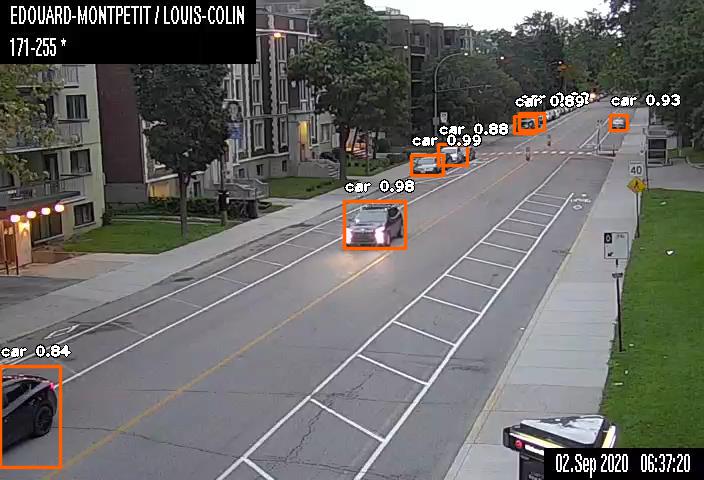 EDOUARD-MONTPETIT / LOUIS-COLIN
171-255 *
car 0.93
car 0.89
car 0.88
car 0.99
car 0.98
40
car 0.84
02.Sep 2020 06:37:20